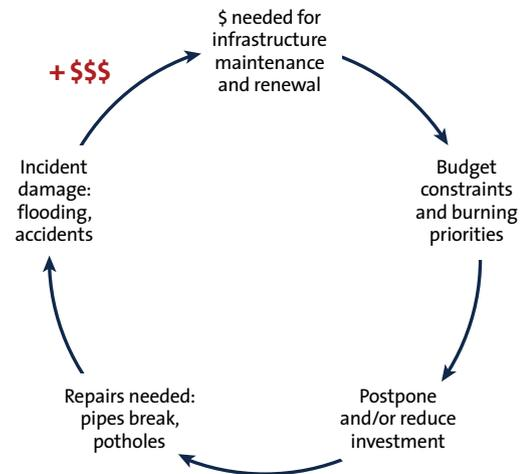 $ needed for
infrastructure
maintenance
and renewal
+ $$$
Budget
constraints
and burning
priorities
Postpone
and/or reduce
investment
Repairs needed:
pipes break,
potholes
Incident
damage:
flooding,
accidents